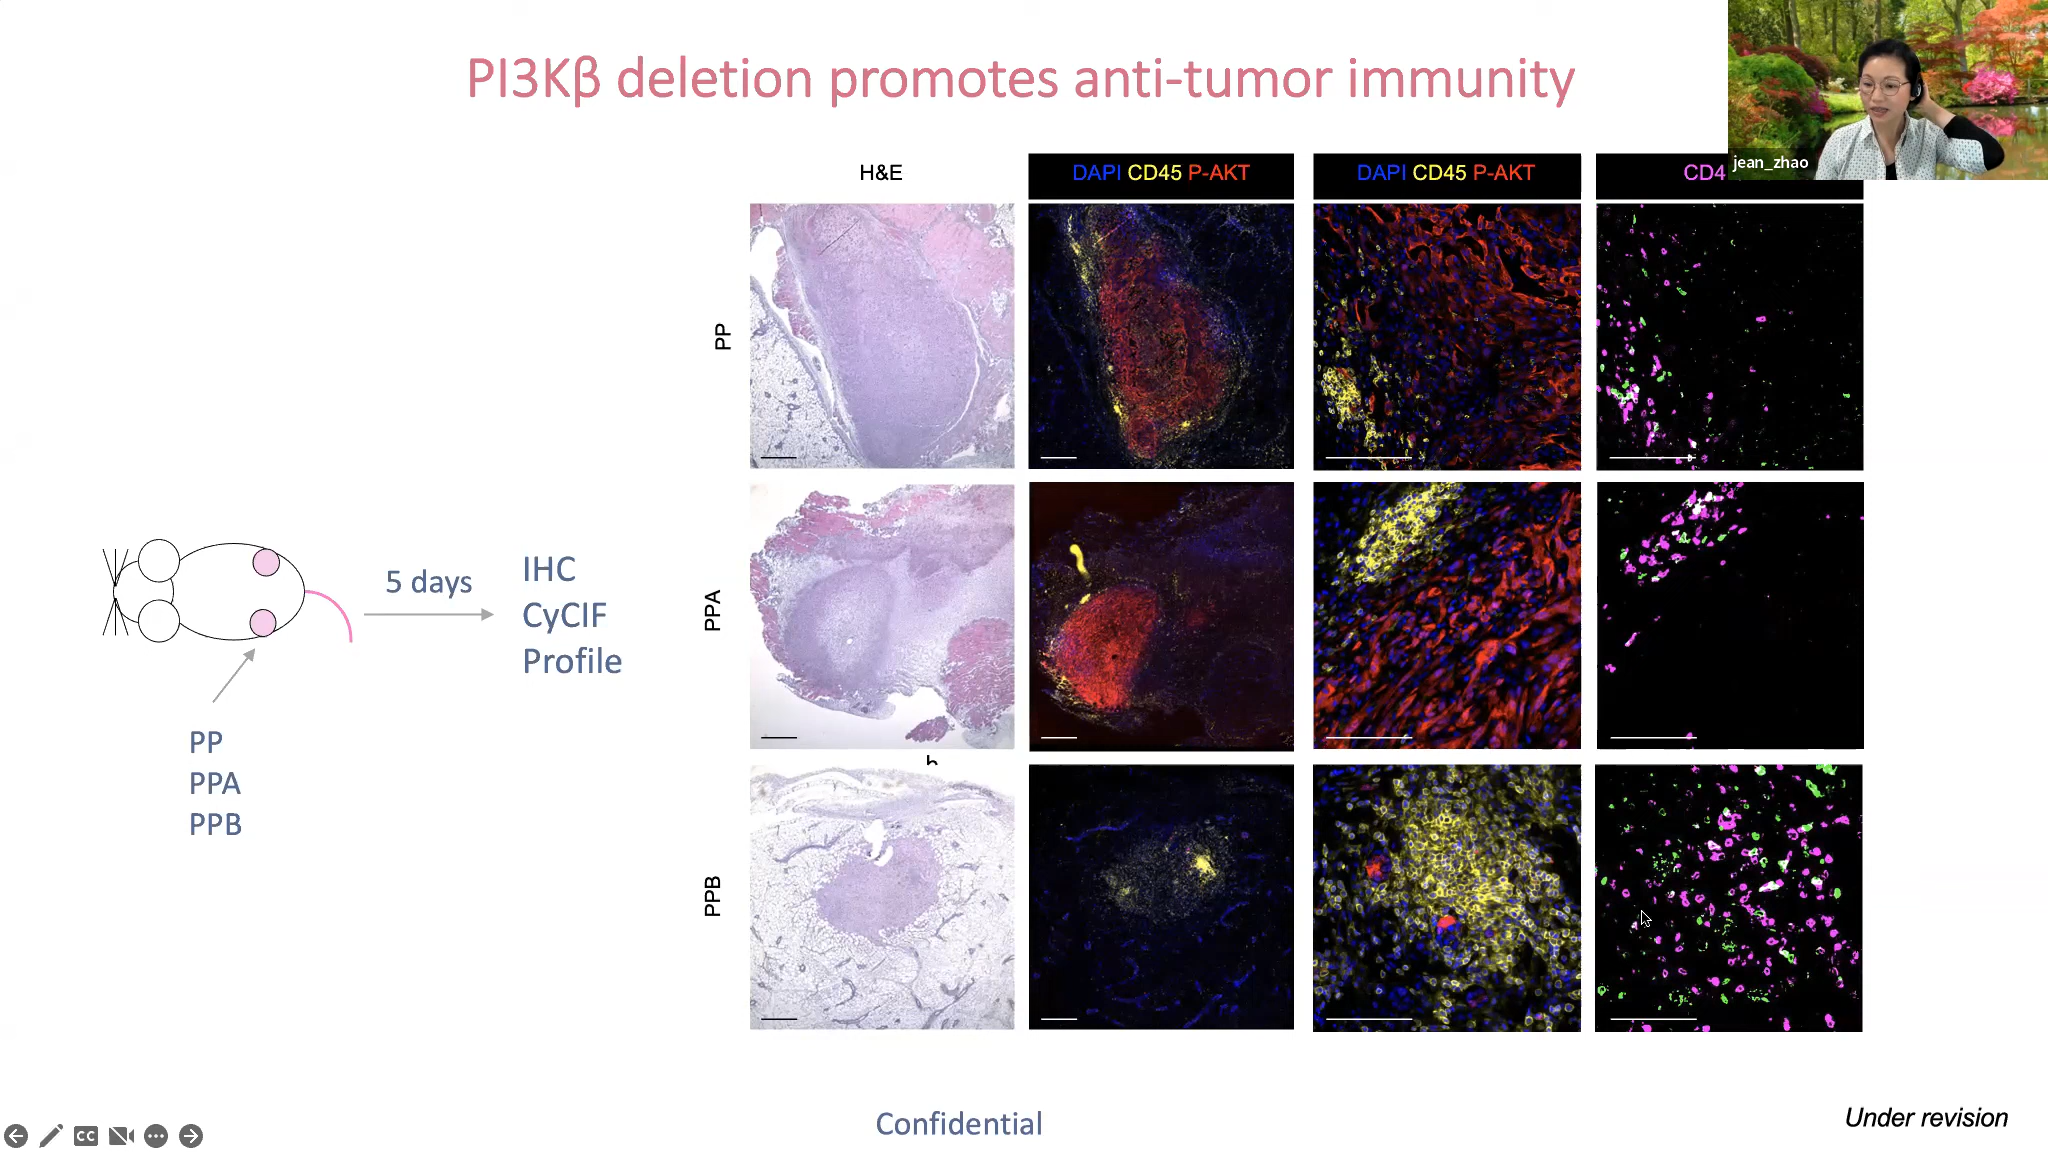 PI3Kβ deletion promotes anti-tumor immunity
jean_zhao
H&E
DAPI CD45 P-AKT
DAPI CD45 P-AKT
CD4
PP
PPA
h
PPB
5 days
IHC
CyCIF
Profile
PP
PPA
PPB
CC
Confidential
Under revision